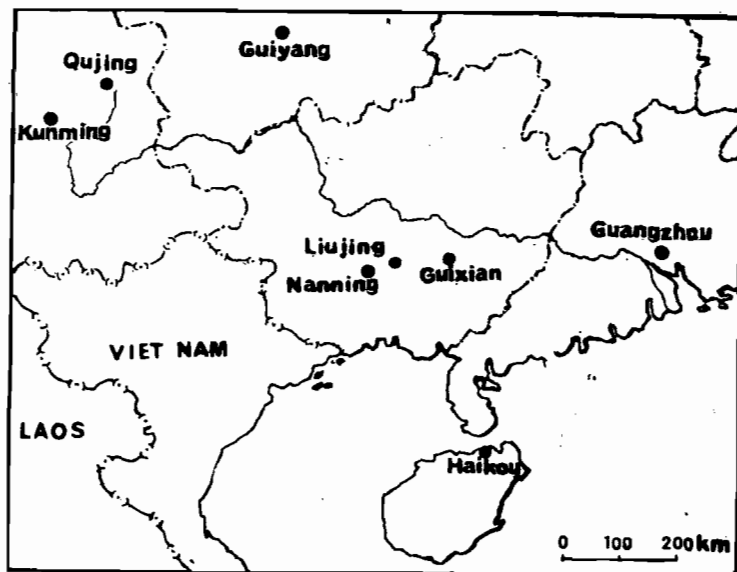 Guiyang
Qujing
Kunming
Guangzhou
Liujing
Guixian
Nanning
VIET NAM
LAOS
Haikou
0 100 200km